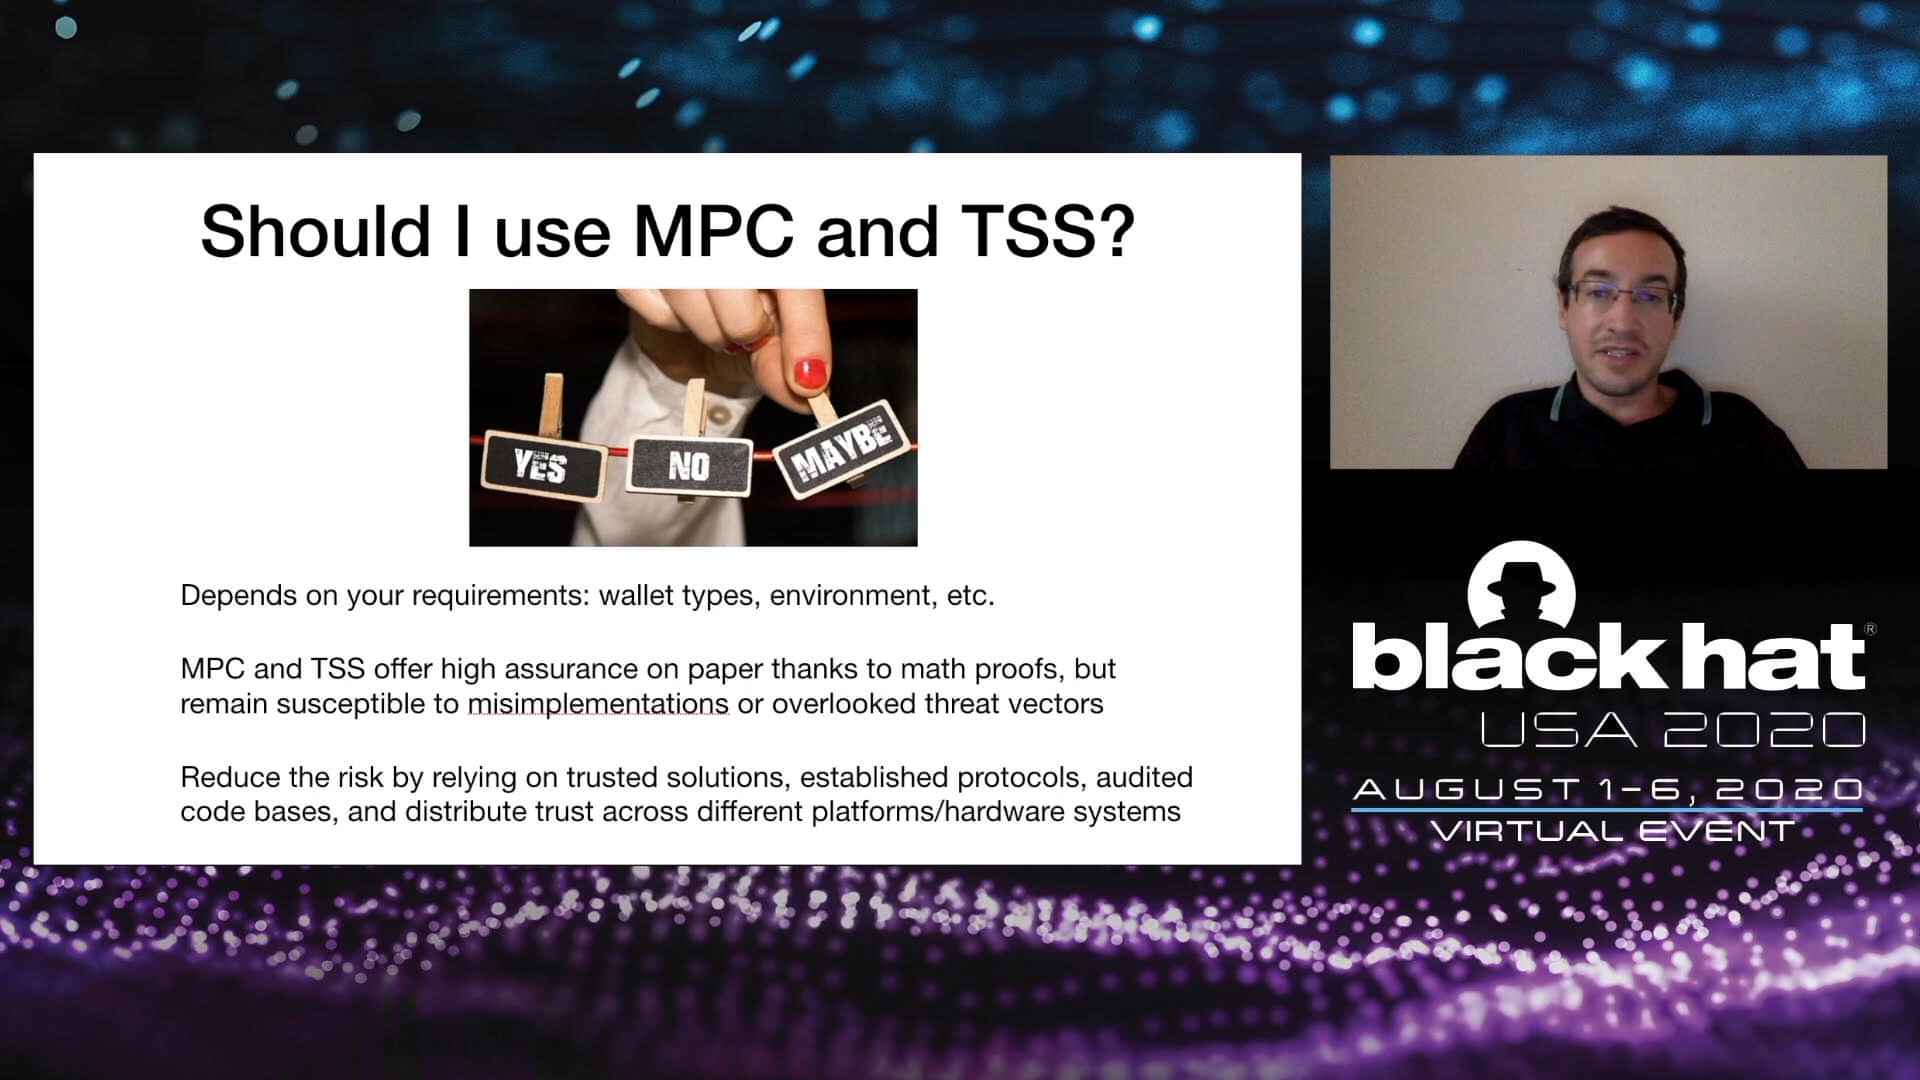 Should I use MPC and TSS?
YES
NO
MAYBE
Depends on your requirements: wallet types, environment, etc.
MPC and TSS offer high assurance on paper thanks to math proofs, but
remain susceptible to misimplementations or overlooked threat vectors
Reduce the risk by relying on trusted solutions, established protocols, audited
code bases, and distribute trust across different platforms/hardware systems
black hat®
USA 2020
AUGUST 1-6, 2020
VIRTUAL EVENT